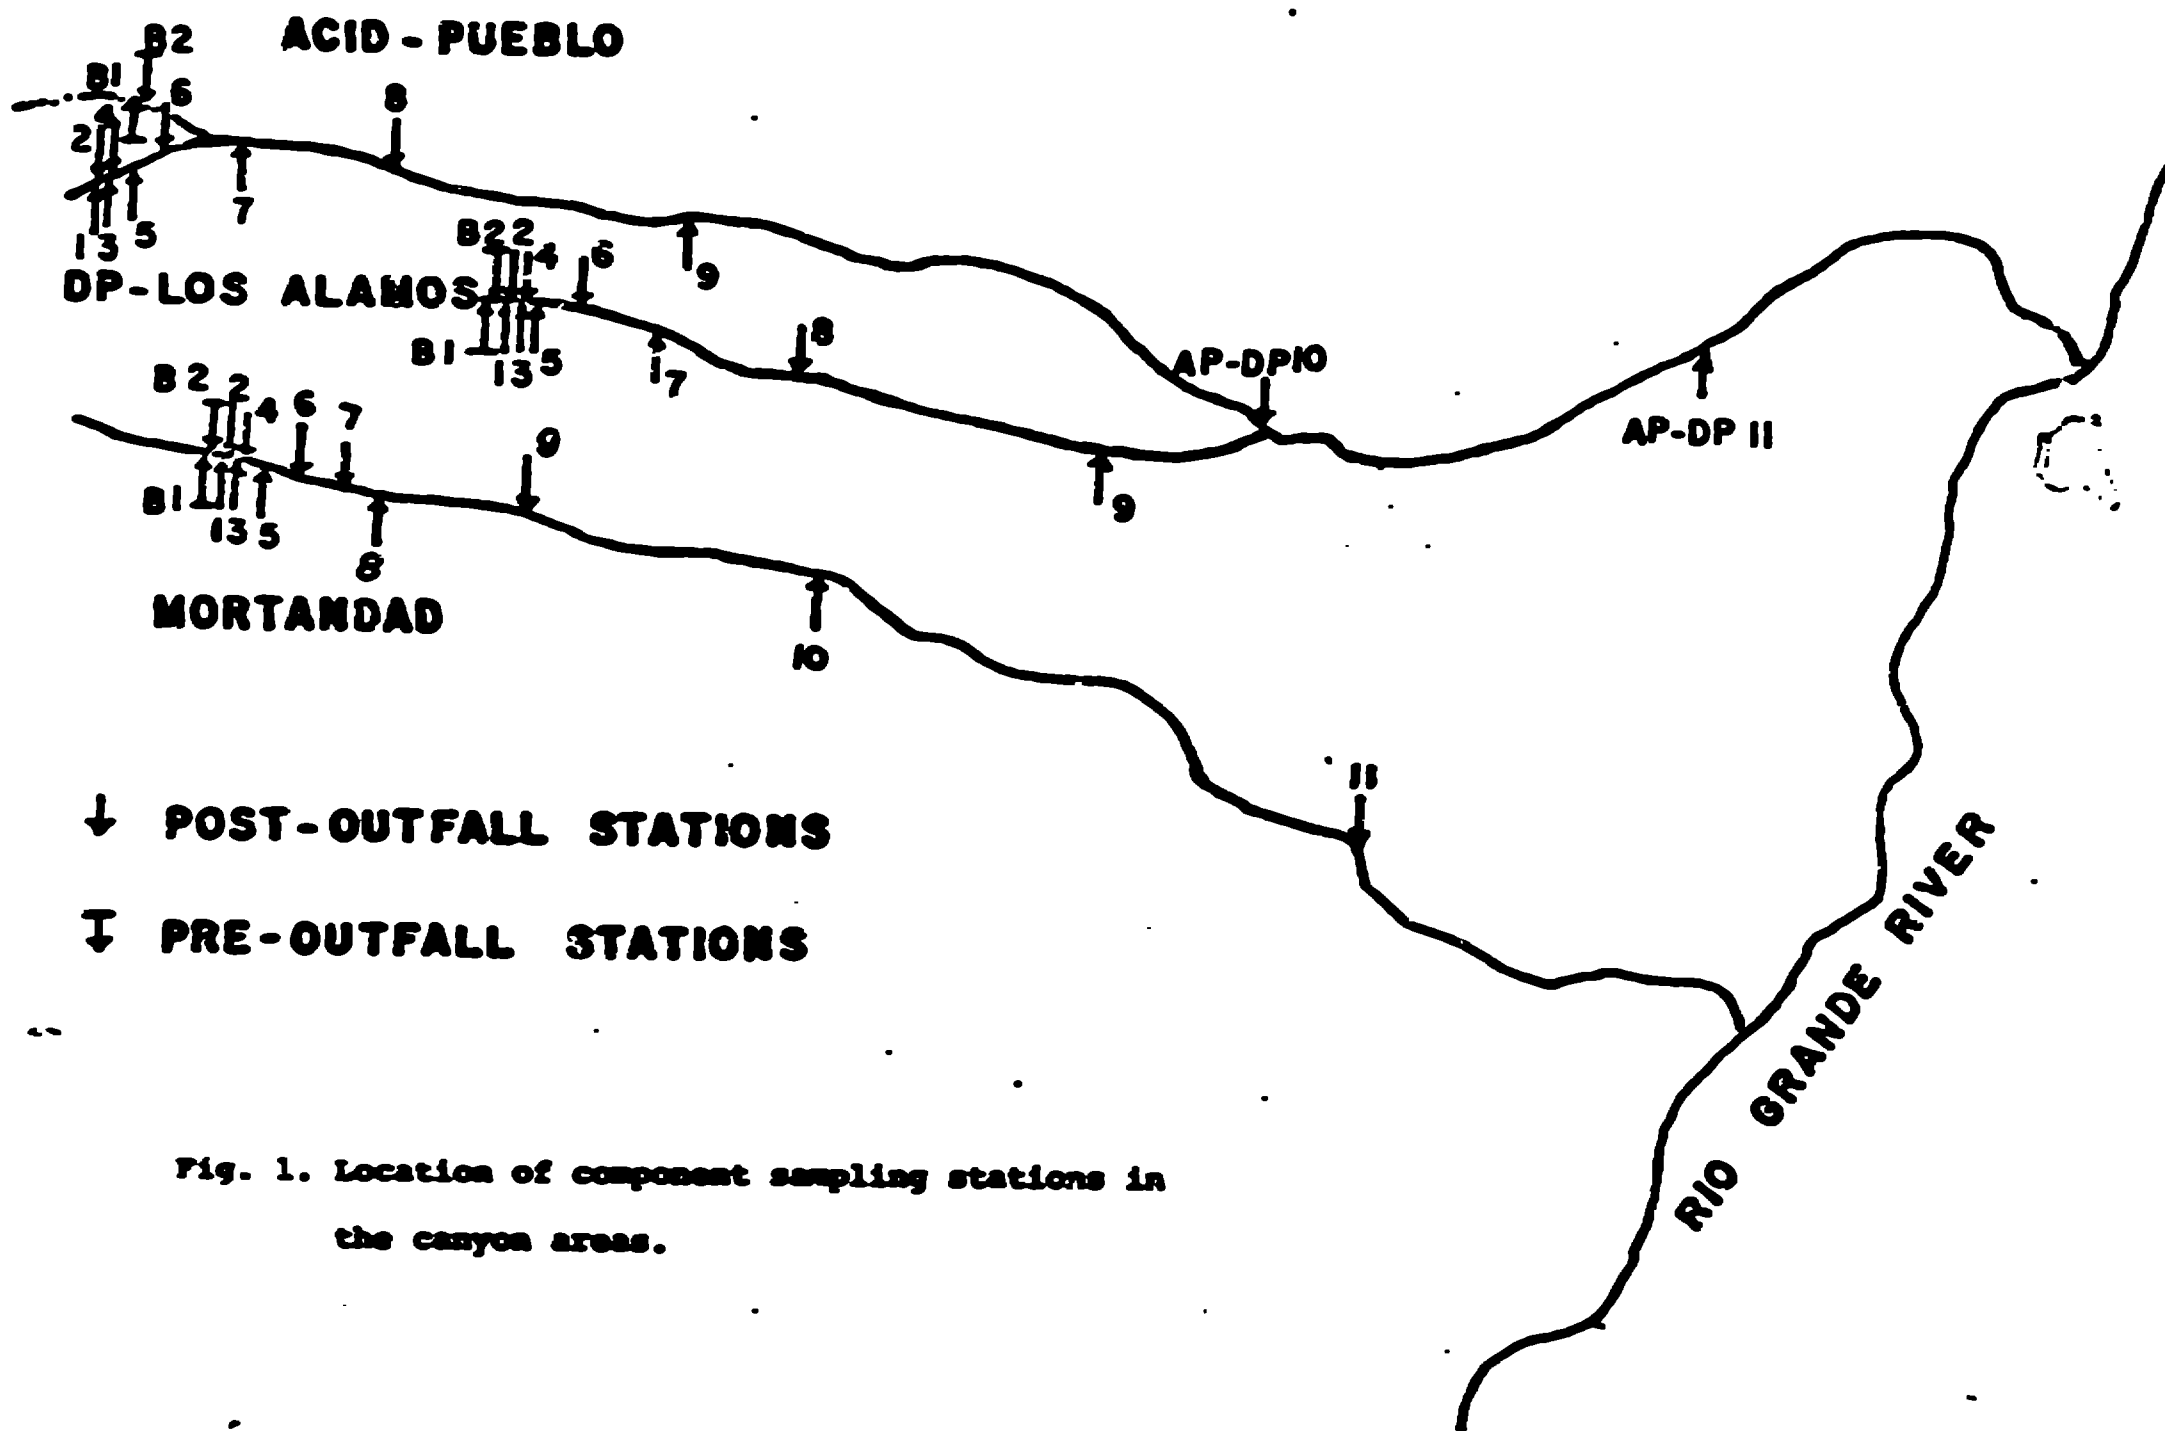 ACID - PUEBLO
B2
B1
6
8
4
2
7
1 3 5
9
DP-LOS ALAMOS
B2 2 4 6
B1
1 3 5
7
8
9
AP-DP10
AP-DP 11
B2 2 4 6 7
9
B1
1 3 5
8
10
11
MORTANDAD
↓ POST-OUTFALL STATIONS
↧ PRE-OUTFALL STATIONS
RIO GRANDE RIVER
Fig. 1. Location of component sampling stations in
the canyon areas.